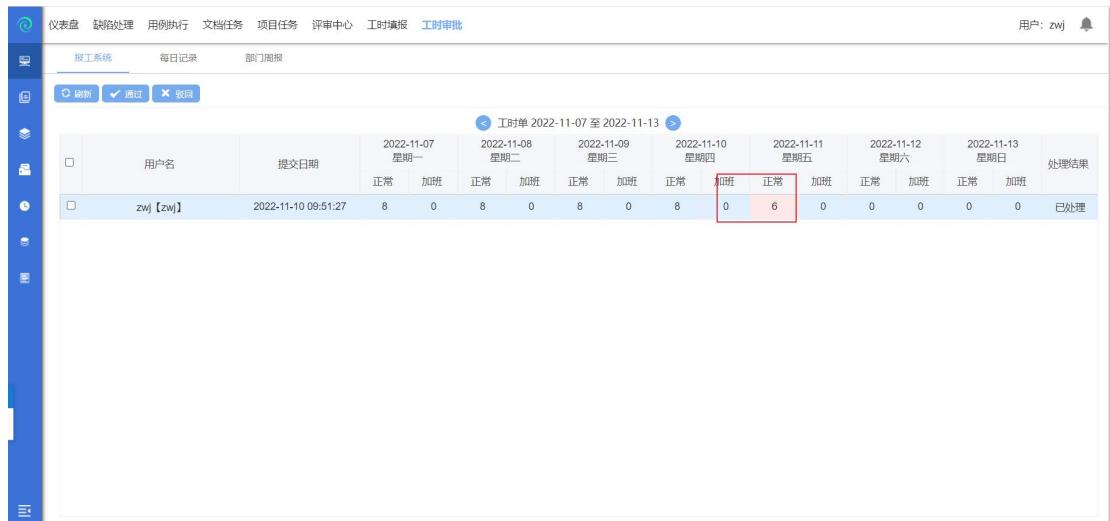 仪表盘 缺陷处理 用例执行 文档任务 项目任务 评审中心 工时填报 工时审批 用户: zwj
报工系统 每日记录 部门周报
刷新 通过 驳回
< 工时单 2022-11-07 至 2022-11-13 >
用户名 提交日期 2022-11-07 2022-11-08 2022-11-09 2022-11-10 2022-11-11 2022-11-12 2022-11-13 处理结果
星期一 星期二 星期三 星期四 星期五 星期六 星期日
正常 加班 正常 加班 正常 加班 正常 加班 正常 加班 正常 加班 正常 加班
zwj【zwj】 2022-11-10 09:51:27 8 0 8 0 8 0 8 0 6 0 0 0 0 0 已处理